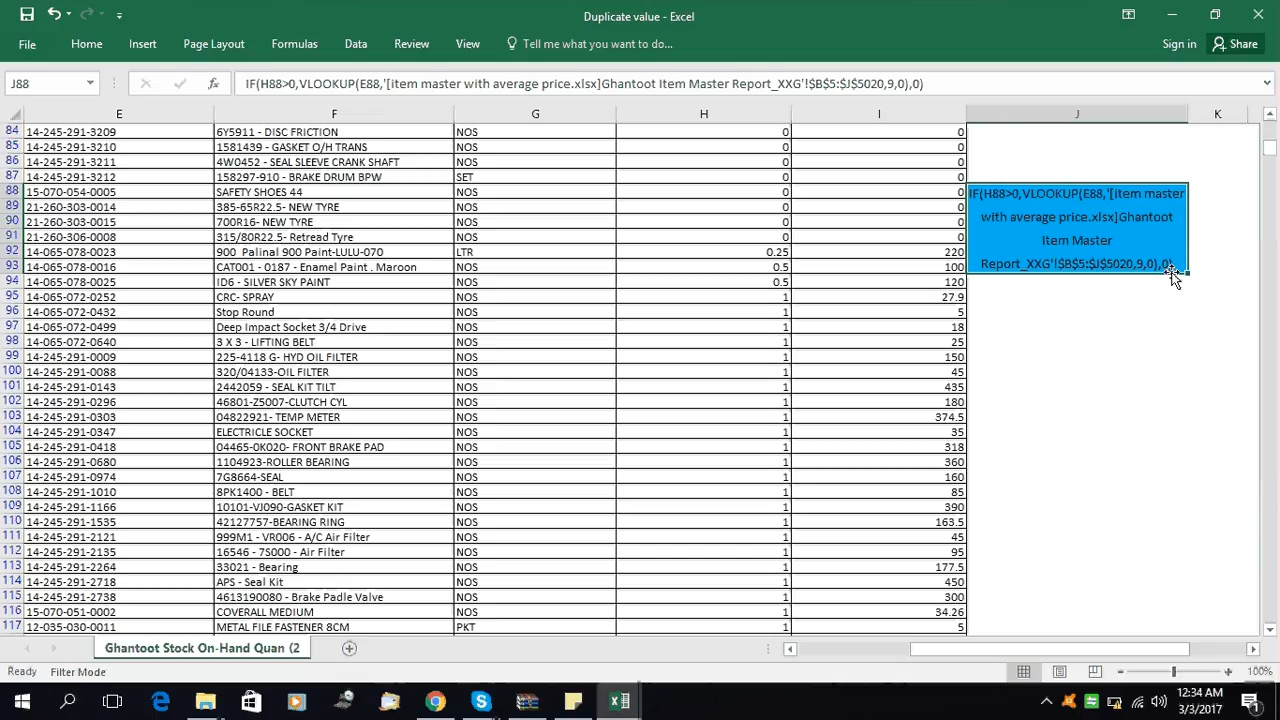 Duplicate value - Excel
File Home Insert Page Layout Formulas Data Review View Tell me what you want to do... Sign in Share
J88 fx IF(H88>0,VLOOKUP(E88,'[item master with average price.xlsx]Ghantoot Item Master Report_XXG'!$B$5:$J$5020,9,0),0)
E F G H I J K
84 14-245-291-3209 6Y5911 - DISC FRICTION NOS 0 0
85 14-245-291-3210 1581439 - GASKET O/H TRANS NOS 0 0
86 14-245-291-3211 4W0452 - SEAL SLEEVE CRANK SHAFT NOS 0 0
87 14-245-291-3212 158297-910 - BRAKE DRUM BPW SET 0 0
88 15-070-054-0005 SAFETY SHOES 44 NOS 0 0
89 21-260-303-0014 385-65R22.5- NEW TYRE NOS 0 0
90 21-260-303-0015 700R16- NEW TYRE NOS 0 0
91 21-260-306-0008 315/80R22.5- Retread Tyre NOS 0 0
IF(H88>0,VLOOKUP(E88,'[item master
with average price.xlsx]Ghantoot
Item Master
Report_XXG'!$B$5:$J$5020,9,0),0)
92 14-065-078-0023 900 Palinal 900 Paint-LULU-070 LTR 0.25 220
93 14-065-078-0016 CAT001 - 0187 - Enamel Paint . Maroon NOS 0.5 100
94 14-065-078-0025 ID6 - SILVER SKY PAINT NOS 0.5 120
95 14-065-072-0252 CRC- SPRAY NOS 1 27.9
96 14-065-072-0432 Stop Round NOS 1 5
97 14-065-072-0499 Deep Impact Socket 3/4 Drive NOS 1 18
98 14-065-072-0640 3 X 3 - LIFTING BELT NOS 1 25
99 14-245-291-0009 225-4118 G- HYD OIL FILTER NOS 1 150
100 14-245-291-0088 320/04133-OIL FILTER NOS 1 45
101 14-245-291-0143 2442059 - SEAL KIT TILT NOS 1 435
102 14-245-291-0296 46801-Z5007-CLUTCH CYL NOS 1 180
103 14-245-291-0303 04822921- TEMP METER NOS 1 374.5
104 14-245-291-0347 ELECTRICLE SOCKET NOS 1 35
105 14-245-291-0418 04465-0K020- FRONT BRAKE PAD NOS 1 318
106 14-245-291-0680 1104923-ROLLER BEARING NOS 1 360
107 14-245-291-0974 7G8664-SEAL NOS 1 160
108 14-245-291-1010 8PK1400 - BELT NOS 1 85
109 14-245-291-1166 10101-VJ090-GASKET KIT NOS 1 390
110 14-245-291-1535 42127757-BEARING RING NOS 1 163.5
111 14-245-291-2121 999M1 - VR006 - A/C Air Filter NOS 1 45
112 14-245-291-2135 16546 - 7S000 - Air Filter NOS 1 95
113 14-245-291-2264 33021 - Bearing NOS 1 177.5
114 14-245-291-2718 APS - Seal Kit NOS 1 450
115 14-245-291-2738 4613190080 - Brake Padle Valve NOS 1 300
116 15-070-051-0002 COVERALL MEDIUM NOS 1 34.26
117 12-035-030-0011 METAL FILE FASTENER 8CM PKT 1 5
Ghantoot Stock On-Hand Quan (2
Ready Filter Mode 100%
12:34 AM
3/3/2017